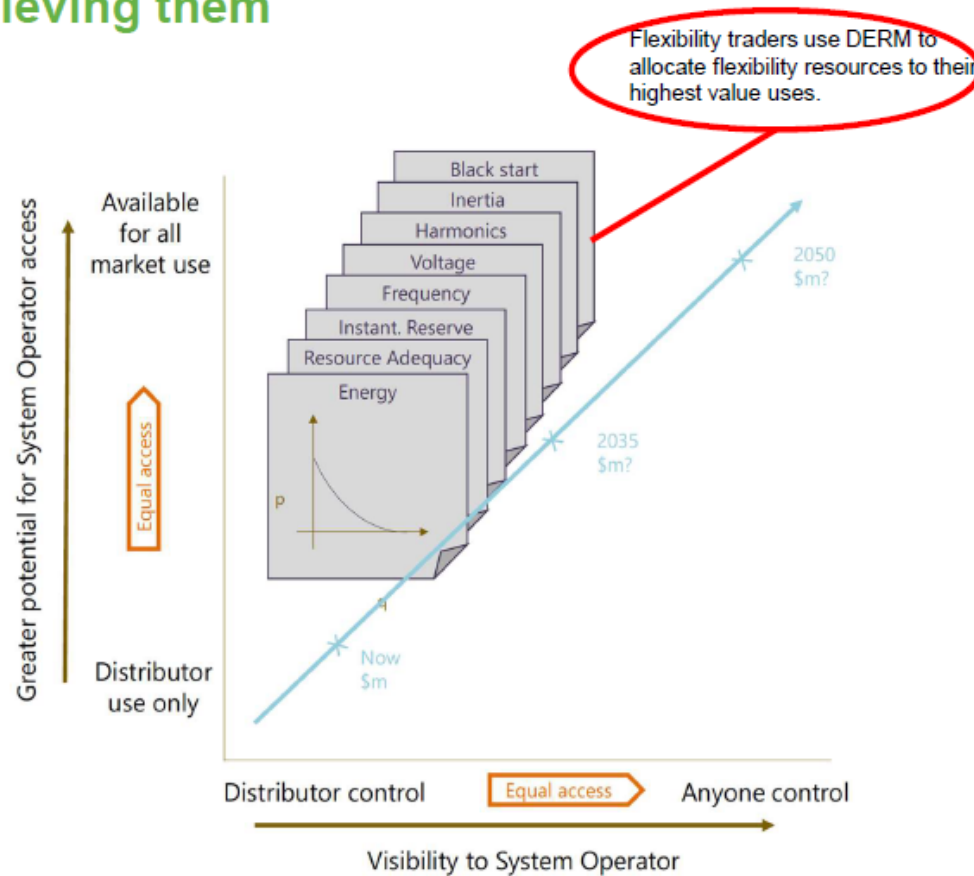 ieving them
Flexibility traders use DERM to
allocate flexibility resources to their
highest value uses.
Greater potential for System Operator access
Available
for all
market use
Equal access
Distributor
use only
Black start
Inertia
Harmonics
Voltage
Frequency
Instant. Reserve
Resource Adequacy
Energy
p
q
2050
$m?
2035
$m?
Now
$m
Distributor control
Equal access
Anyone control
Visibility to System Operator